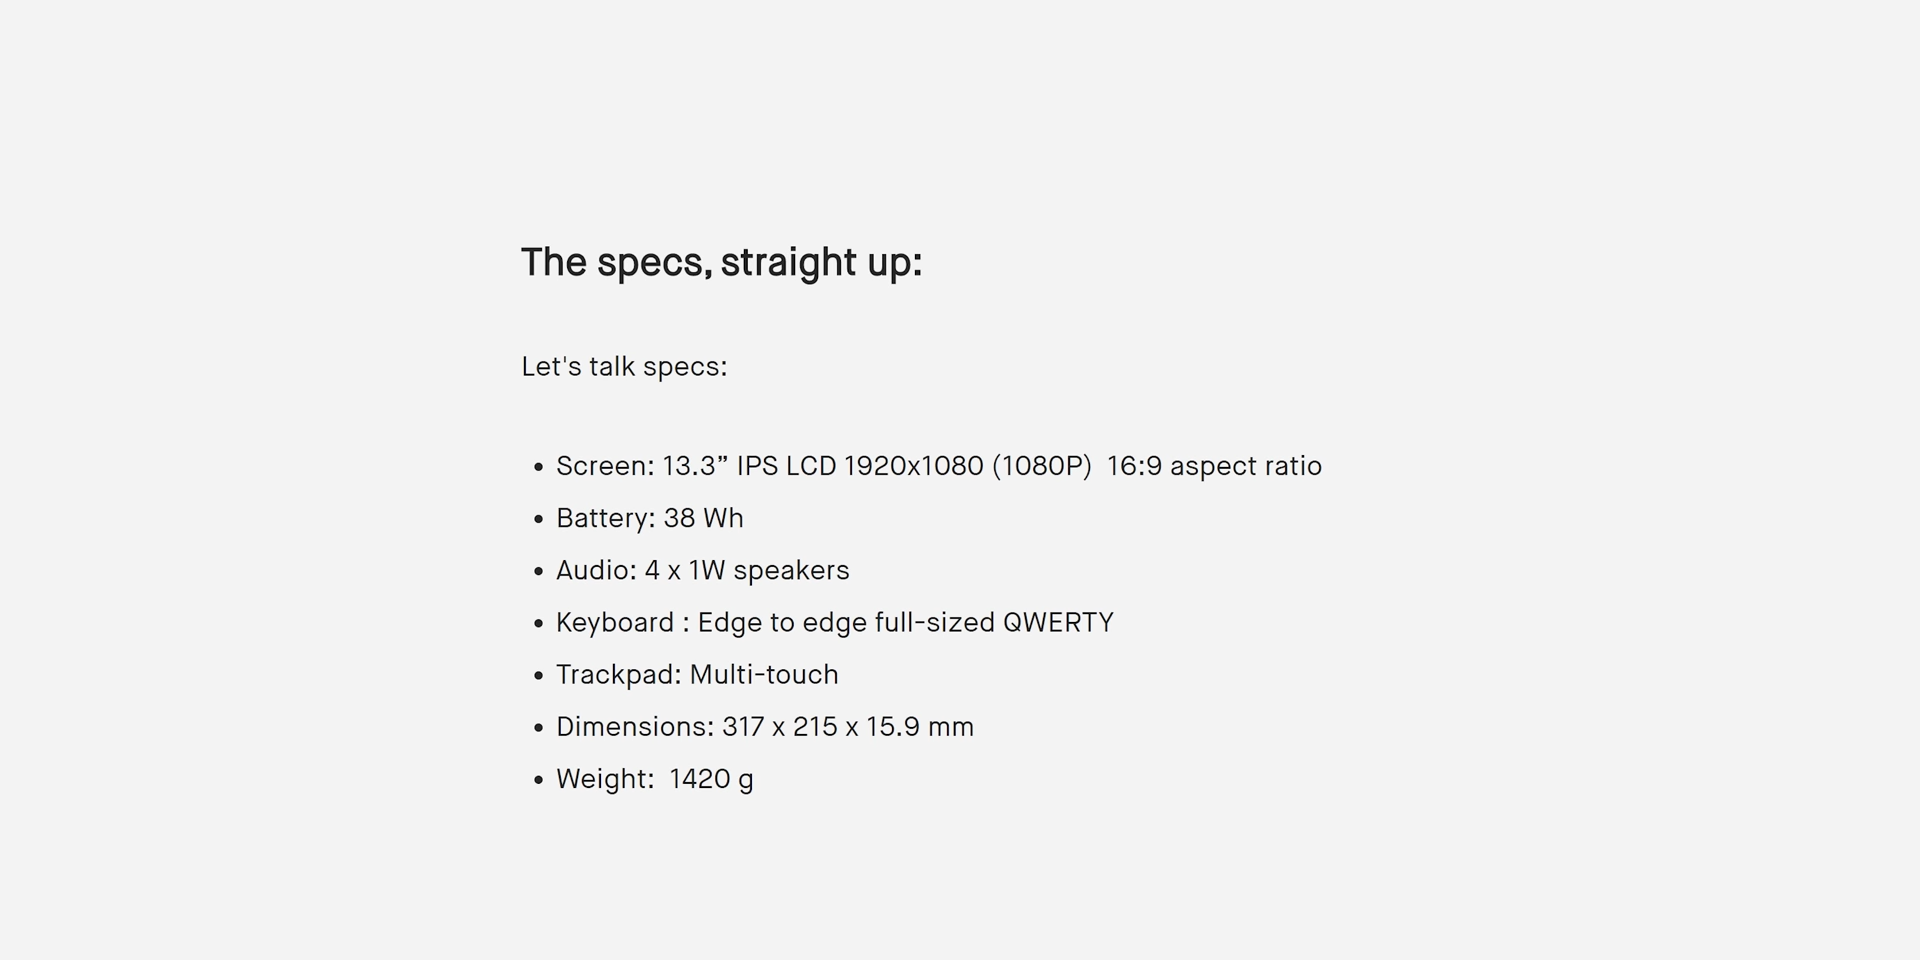 The specs, straight up:
Let's talk specs:
• Screen: 13.3” IPS LCD 1920x1080 (1080P)  16:9 aspect ratio
• Battery: 38 Wh
• Audio: 4 x 1W speakers
• Keyboard : Edge to edge full-sized QWERTY
• Trackpad: Multi-touch
• Dimensions: 317 x 215 x 15.9 mm
• Weight:  1420 g